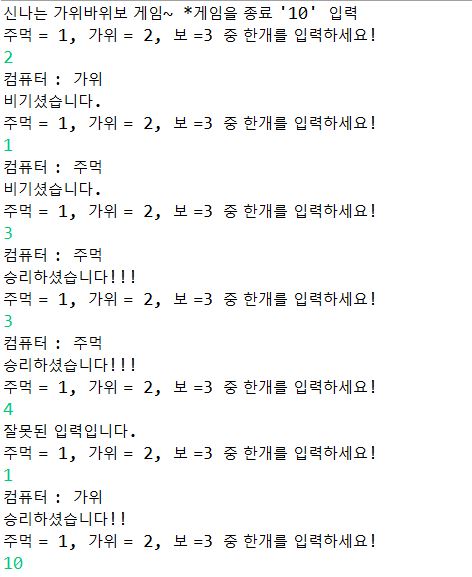 신나는 가위바위보 게임~ *게임을 종료 '10' 입력
주먹 = 1, 가위 = 2, 보 =3 중 한개를 입력하세요!
2
컴퓨터 : 가위
비기셨습니다.
주먹 = 1, 가위 = 2, 보 =3 중 한개를 입력하세요!
1
컴퓨터 : 주먹
비기셨습니다.
주먹 = 1, 가위 = 2, 보 =3 중 한개를 입력하세요!
3
컴퓨터 : 주먹
승리하셨습니다!!!
주먹 = 1, 가위 = 2, 보 =3 중 한개를 입력하세요!
3
컴퓨터 : 주먹
승리하셨습니다!!!
주먹 = 1, 가위 = 2, 보 =3 중 한개를 입력하세요!
4
잘못된 입력입니다.
주먹 = 1, 가위 = 2, 보 =3 중 한개를 입력하세요!
1
컴퓨터 : 가위
승리하셨습니다!!
주먹 = 1, 가위 = 2, 보 =3 중 한개를 입력하세요!
10